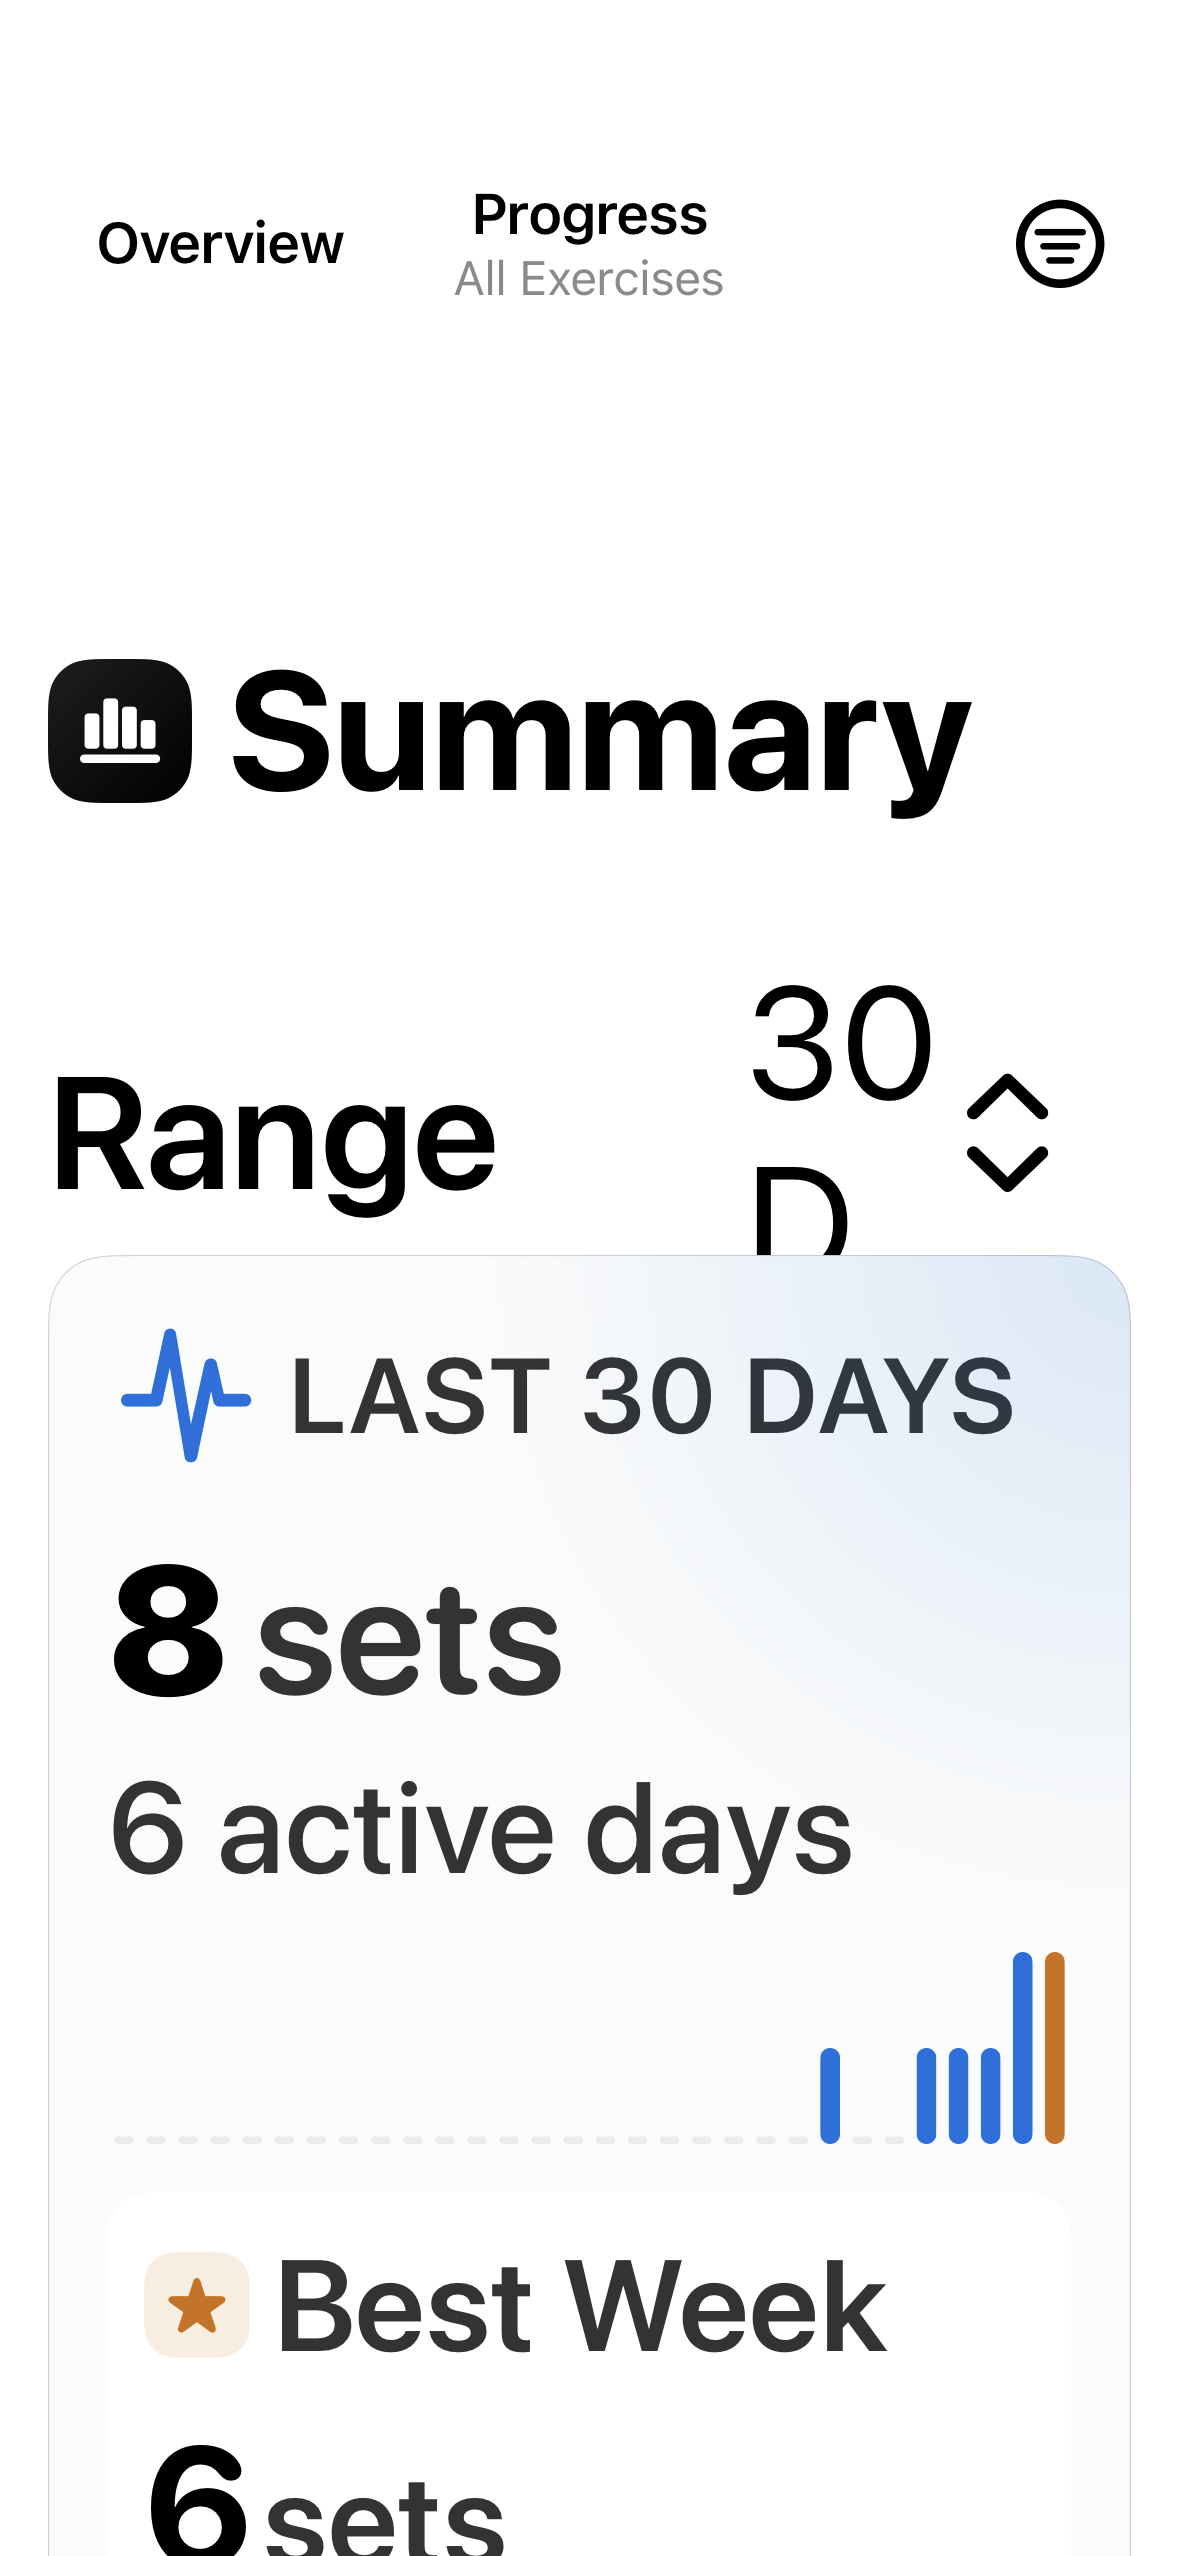 Overview
Progress
All Exercises
Summary
Range
30
D
LAST 30 DAYS
8 sets
6 active days
Best Week
6 sets